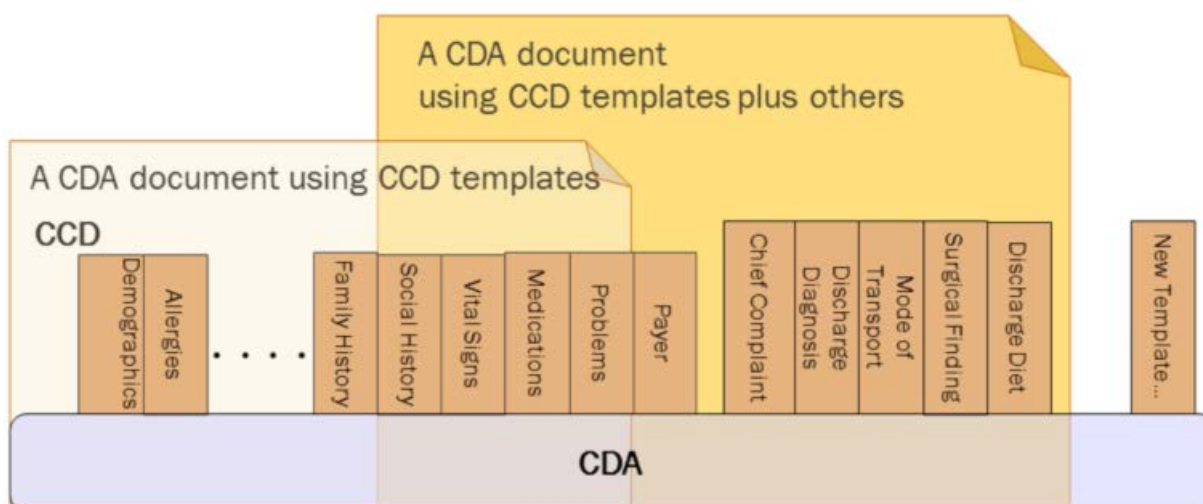 A CDA document
using CCD templates plus others
A CDA document using CCD templates
CCD
Demographics
Allergies
. . . .
Family History
Social History
Vital Signs
Medications
Problems
Payer
Chief Complaint
Discharge
Diagnosis
Mode of
Transport
Surgical Finding
Discharge Diet
New Template...
CDA